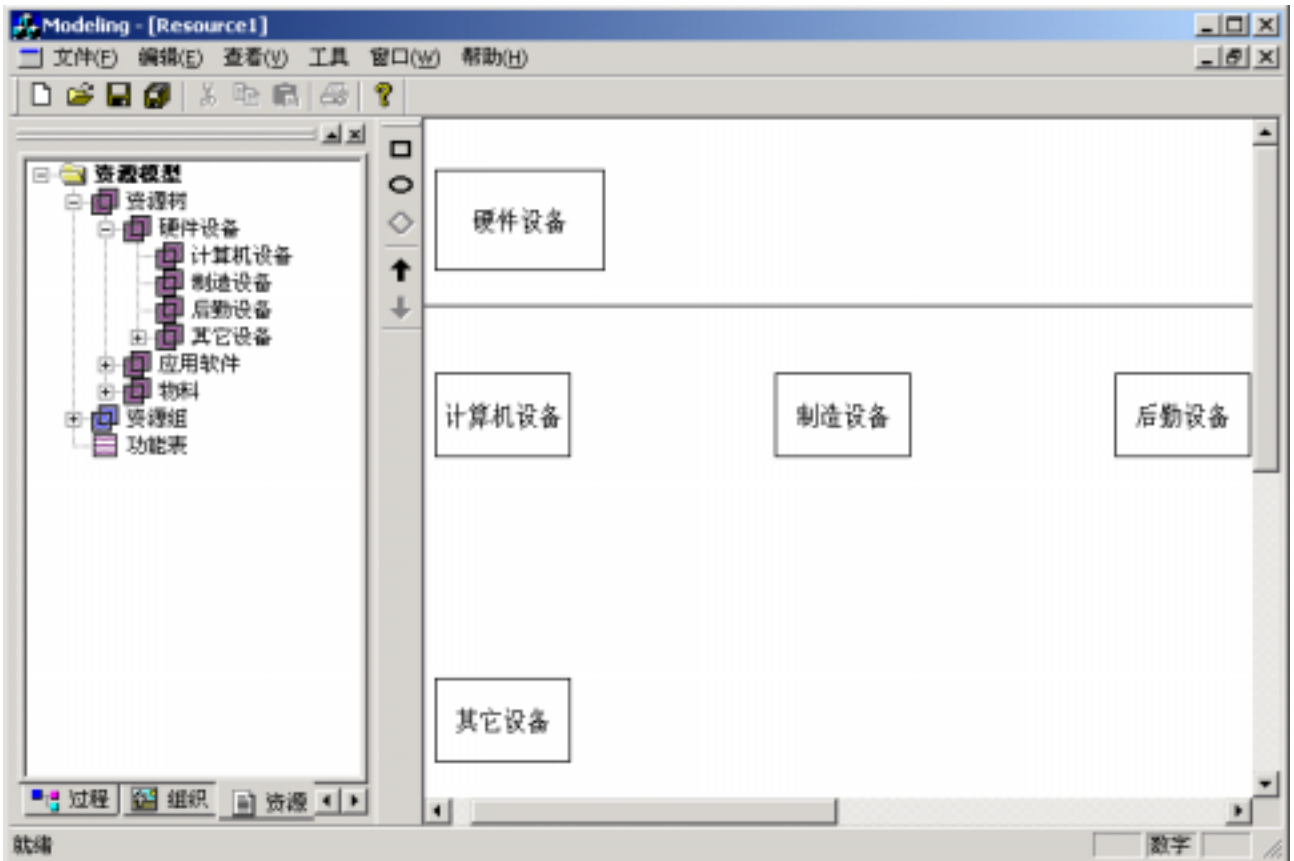 Modeling - [Resource1]
文件(F) 编辑(E) 查看(V) 工具 窗口(W) 帮助(H)
资源模型
资源树
硬件设备
计算机设备
制造设备
后勤设备
其它设备
应用软件
物料
资源组
功能表
过程 组织 资源
硬件设备
计算机设备 制造设备 后勤设备
其它设备
就绪 数字